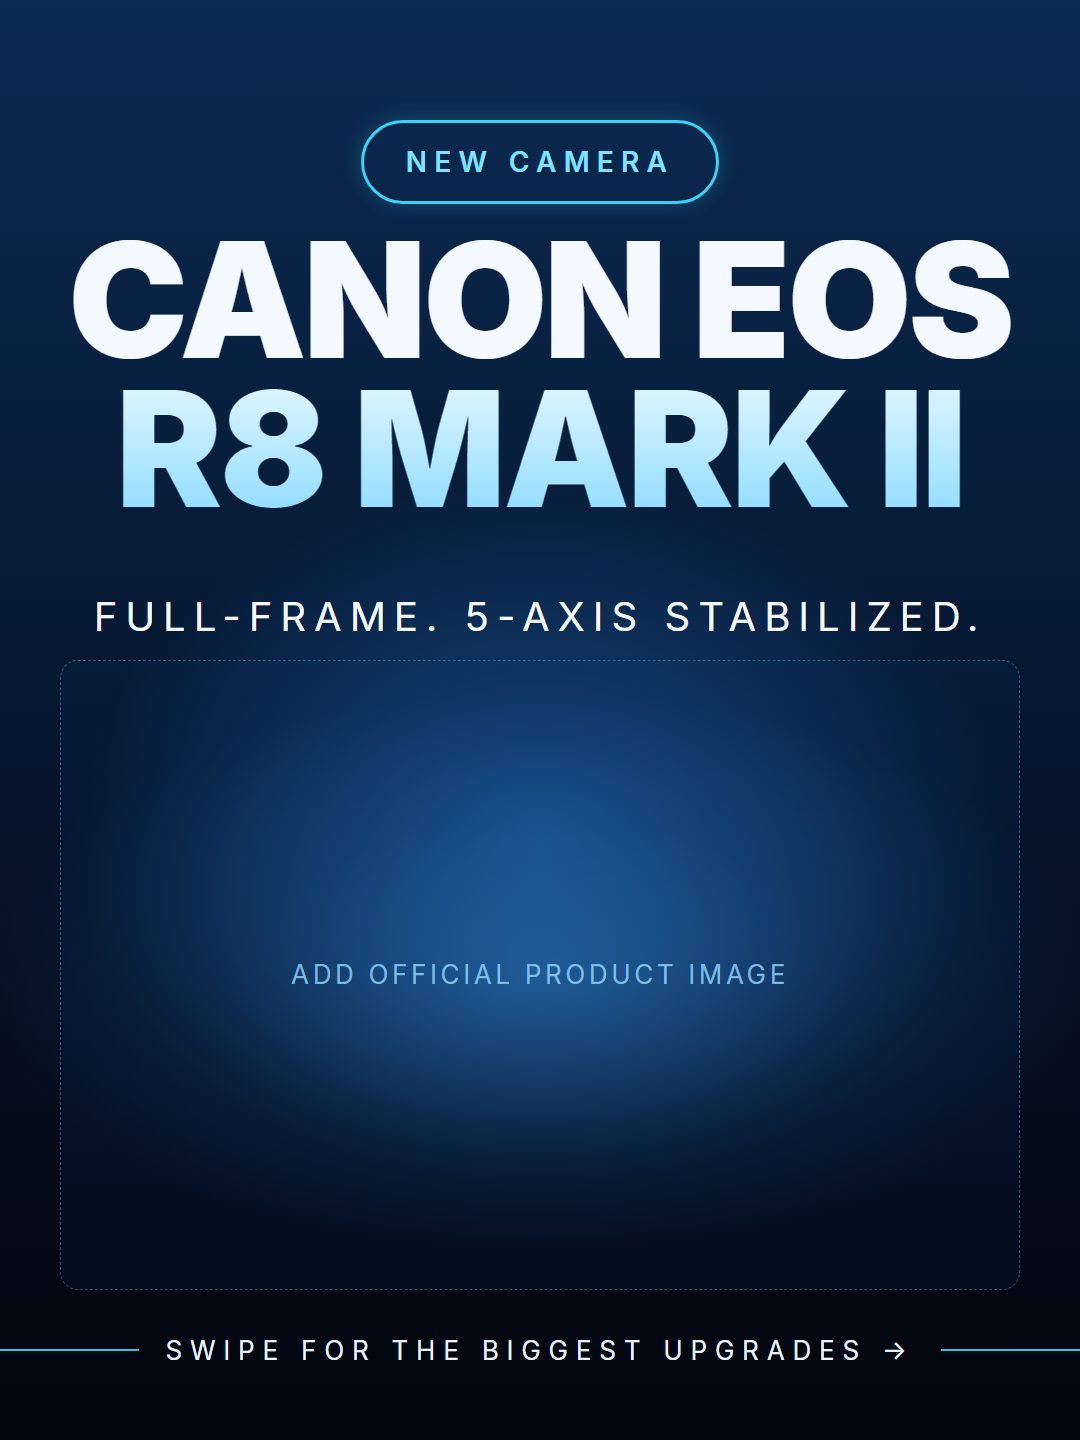 NEW CAMERA
CANON EOS
R8 MARK II
FULL-FRAME. 5-AXIS STABILIZED.
ADD OFFICIAL PRODUCT IMAGE
SWIPE FOR THE BIGGEST UPGRADES →